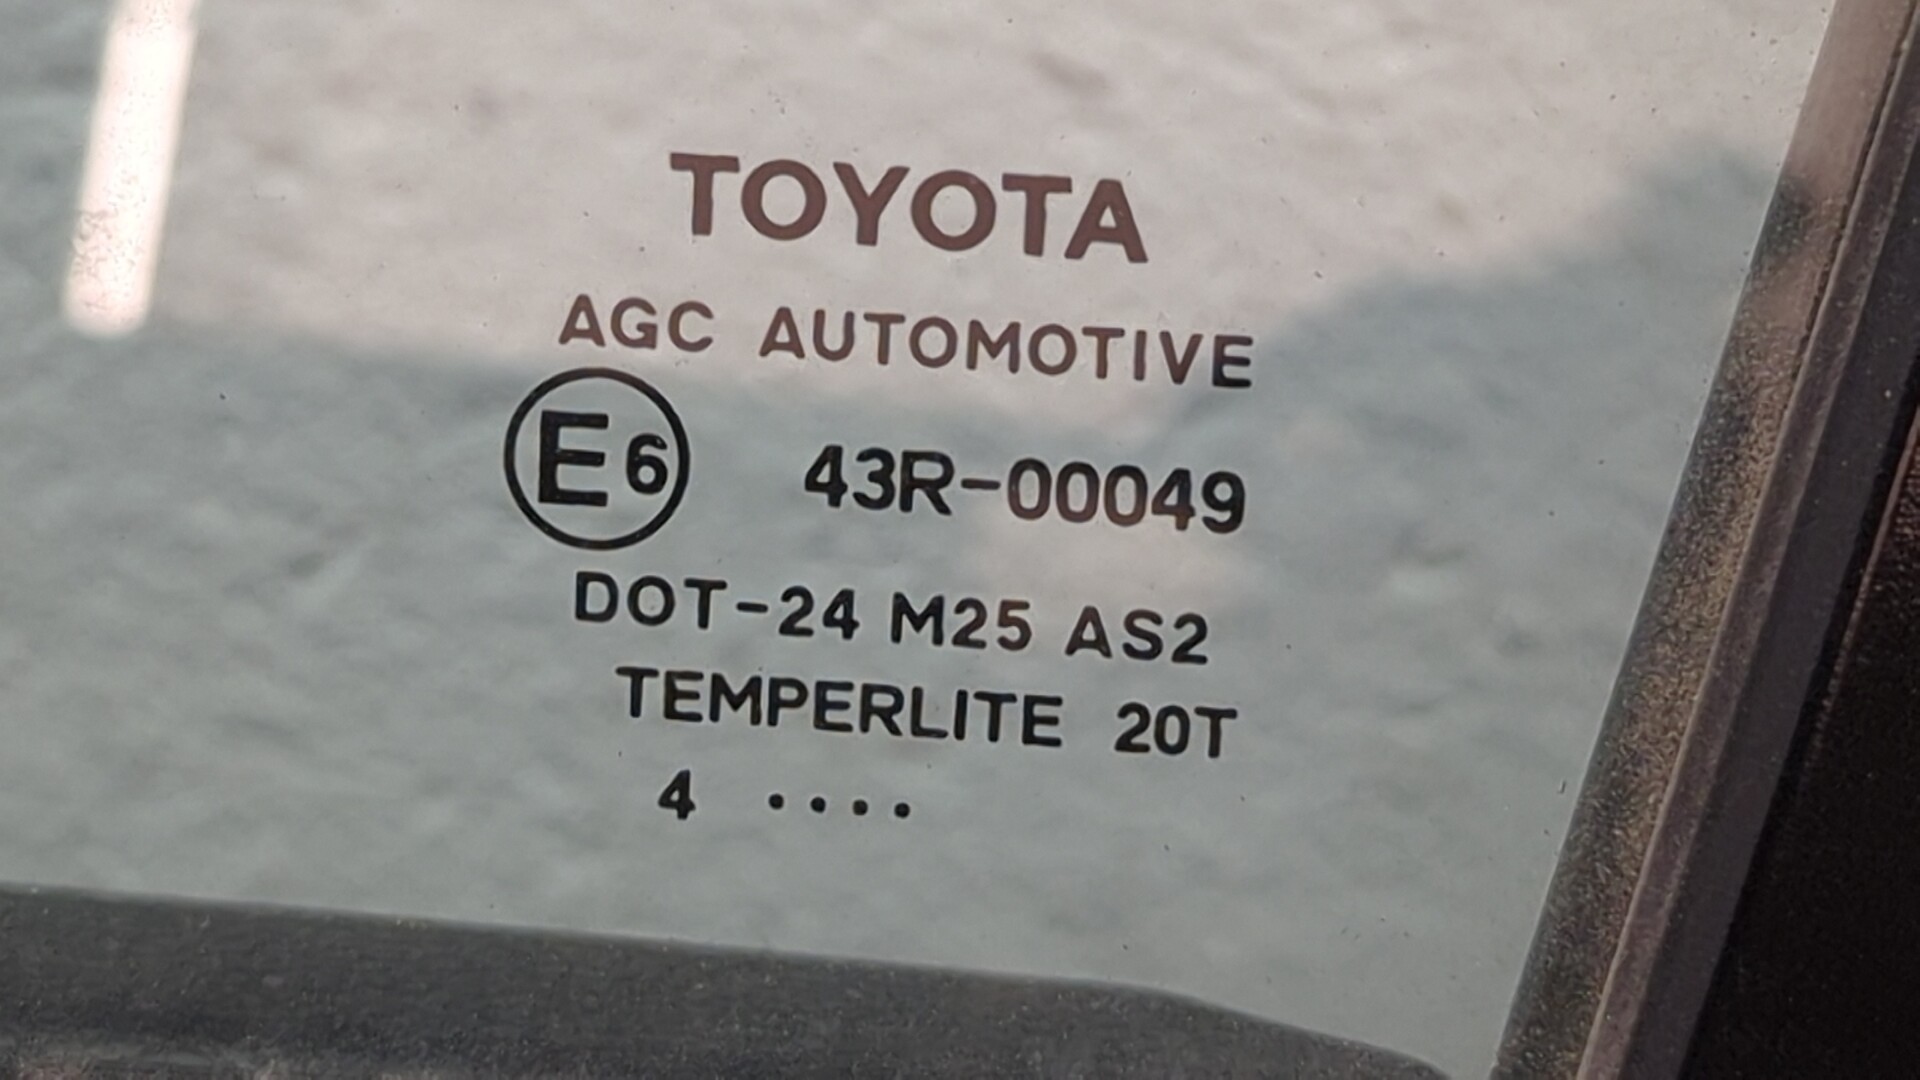 TOYOTA
AGC AUTOMOTIVE
E6 43R-00049
DOT-24 M25 AS2
TEMPERLITE 20T
4 ····